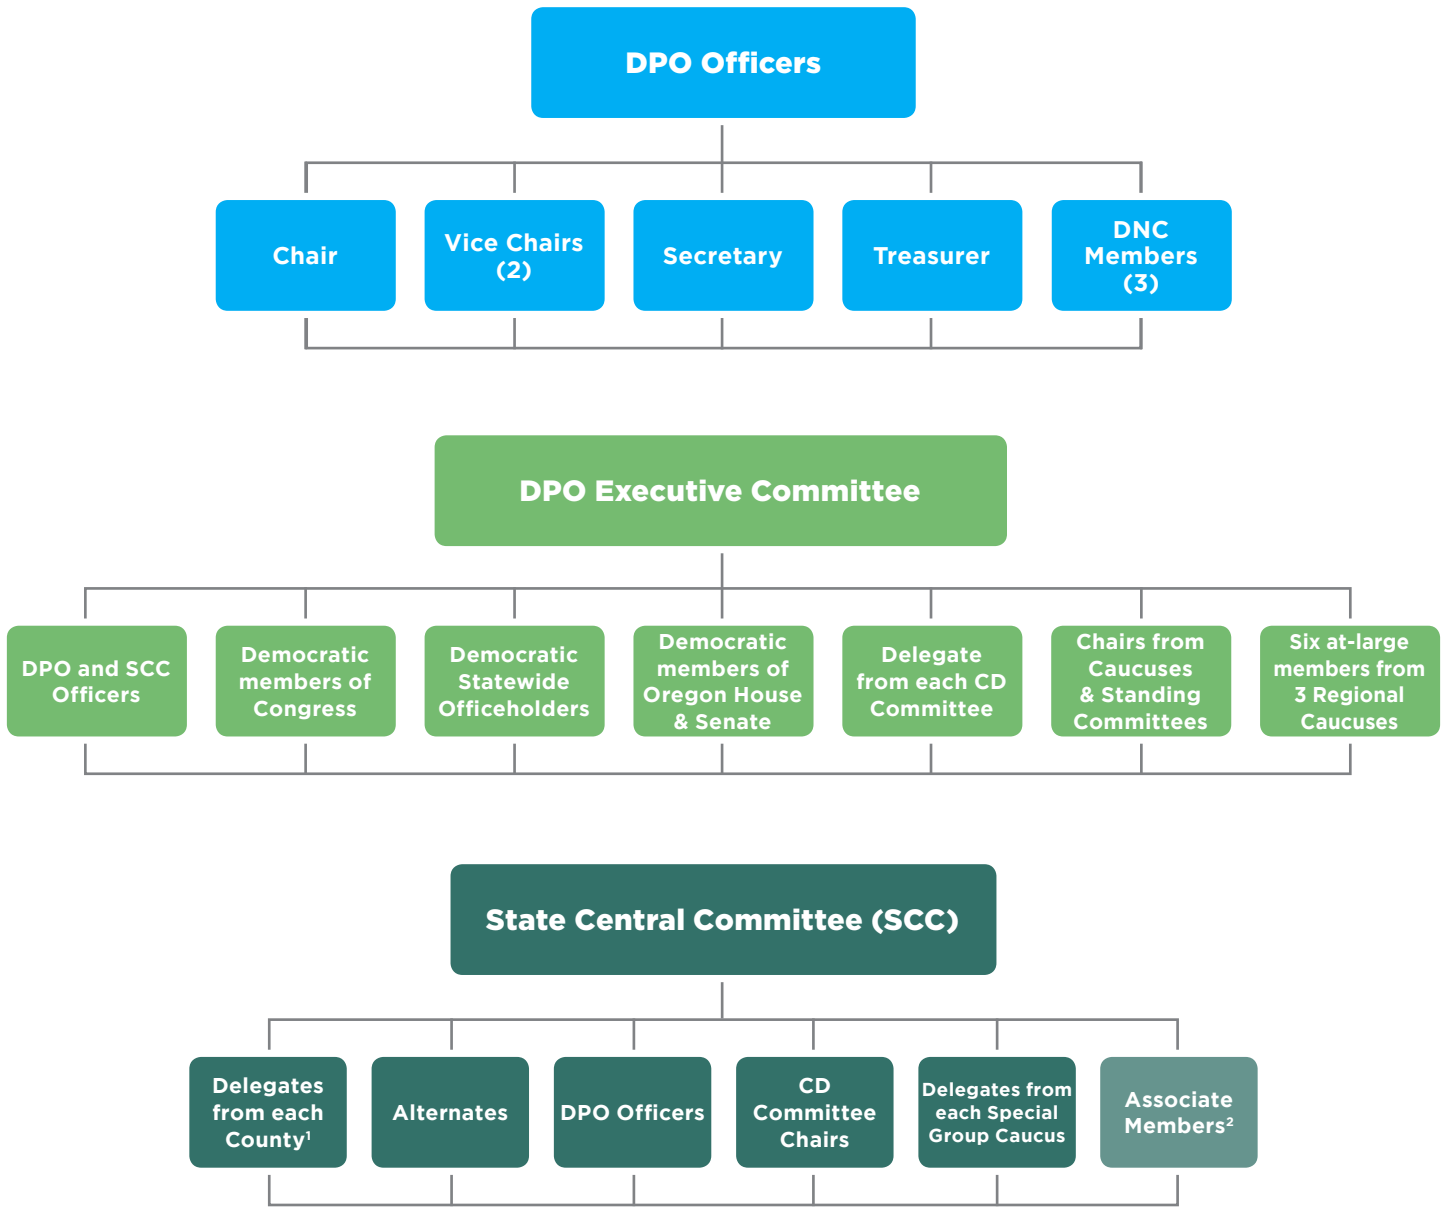 DPO Officers
Chair
Vice Chairs
(2)
Secretary
Treasurer
DNC
Members
(3)
DPO Executive Committee
DPO and SCC
Officers
Democratic
members of
Congress
Democratic
Statewide
Officeholders
Democratic
members of
Oregon House
& Senate
Delegate
from each CD
Committee
Chairs from
Caucuses
& Standing
Committees
Six at-large
members from
3 Regional
Caucuses
State Central Committee (SCC)
Delegates
from each
County¹
Alternates
DPO Officers
CD
Committee
Chairs
Delegates from
each Special
Group Caucus
Associate
Members²